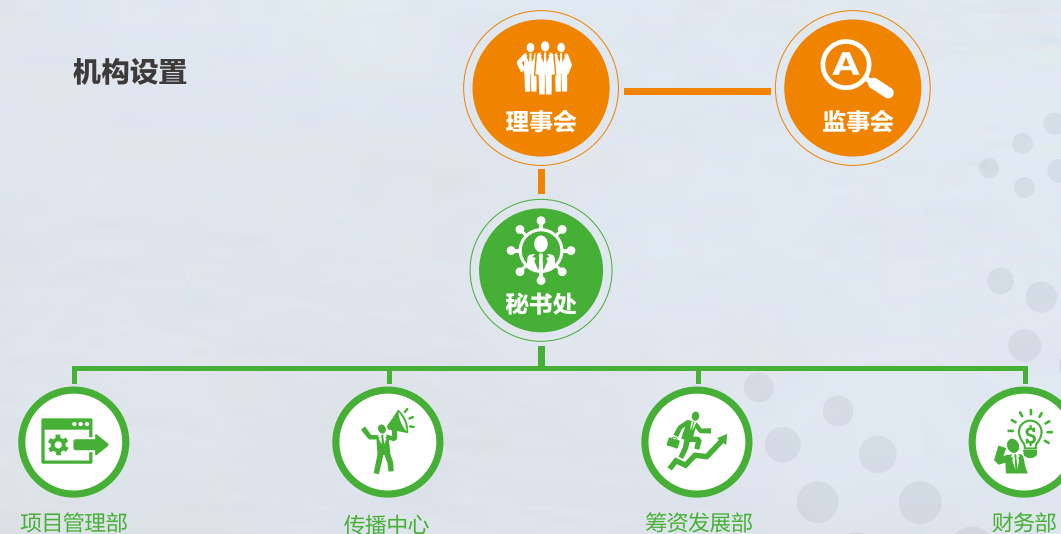 机构设置
A
理事会
监事会
秘书处
$
项目管理部
传播中心
筹资发展部
财务部